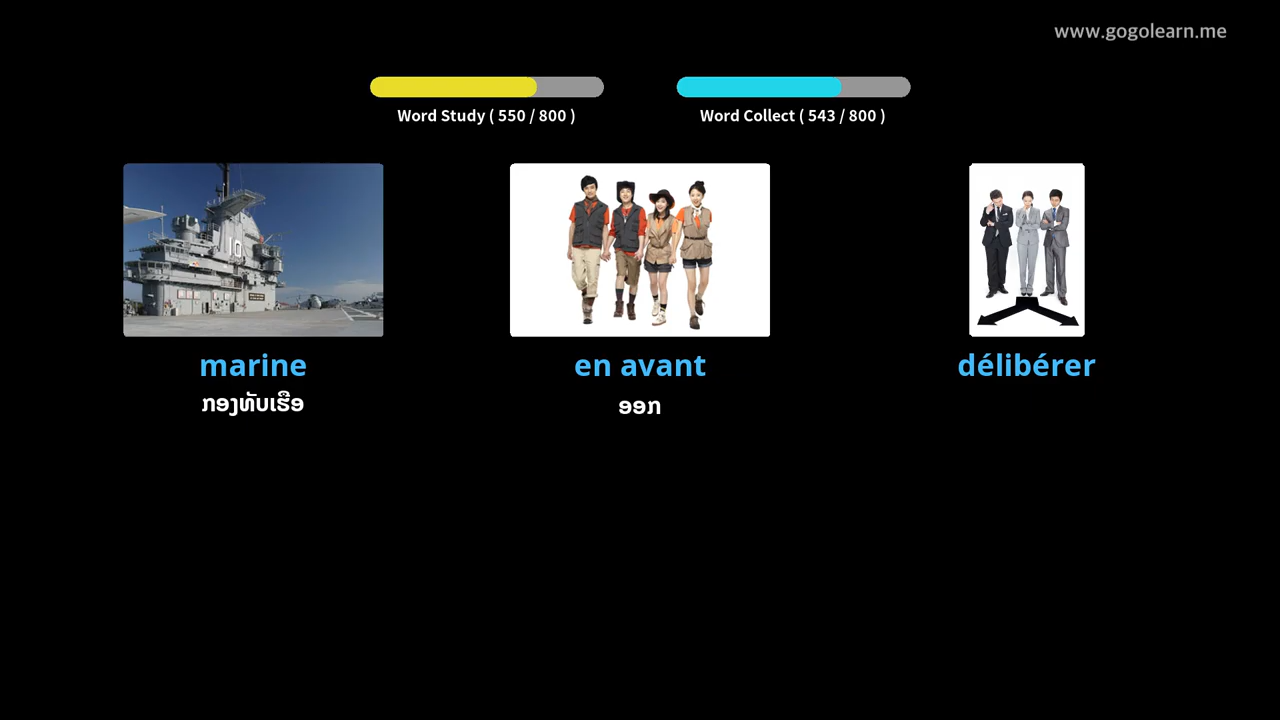 www.gogolearn.me
Word Study ( 550 / 800 )
Word Collect ( 543 / 800 )
10
marine
en avant
délibérer
ກອງທັບເຮືອ
ອອກ